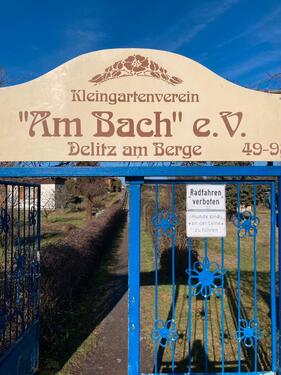 Kleingartenverein
"Am Bach" e.V.
Delitz am Berge
49-9
Radfahren
verboten
Hunde sind
an der Leine
zu führen